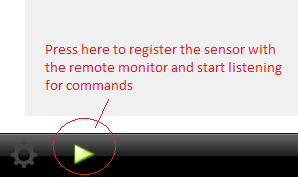 Press here to register the sensor with
the remote monitor and start listening
for commands